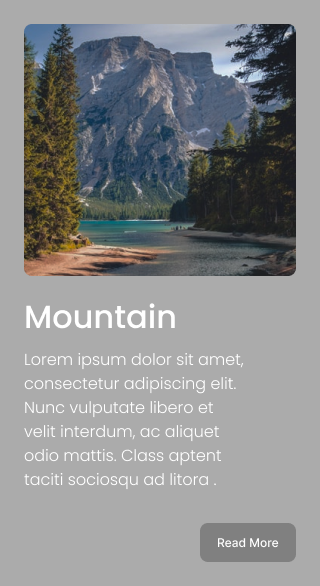 Mountain
Lorem ipsum dolor sit amet,
consectetur adipiscing elit.
Nunc vulputate libero et
velit interdum, ac aliquet
odio mattis. Class aptent
taciti sociosqu ad litora .
Read More